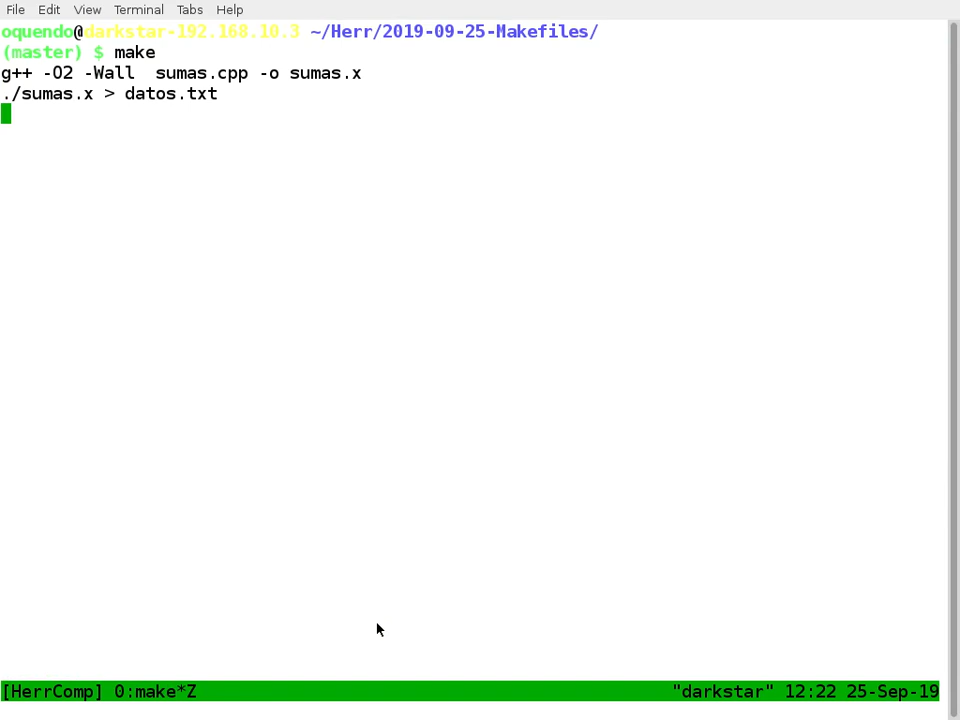 File Edit View Terminal Tabs Help
oquendo@darkstar-192.168.10.3 ~/Herr/2019-09-25-Makefiles/
(master) $ make
g++ -O2 -Wall  sumas.cpp -o sumas.x
./sumas.x > datos.txt
[HerrComp] 0:make*Z "darkstar" 12:22 25-Sep-19